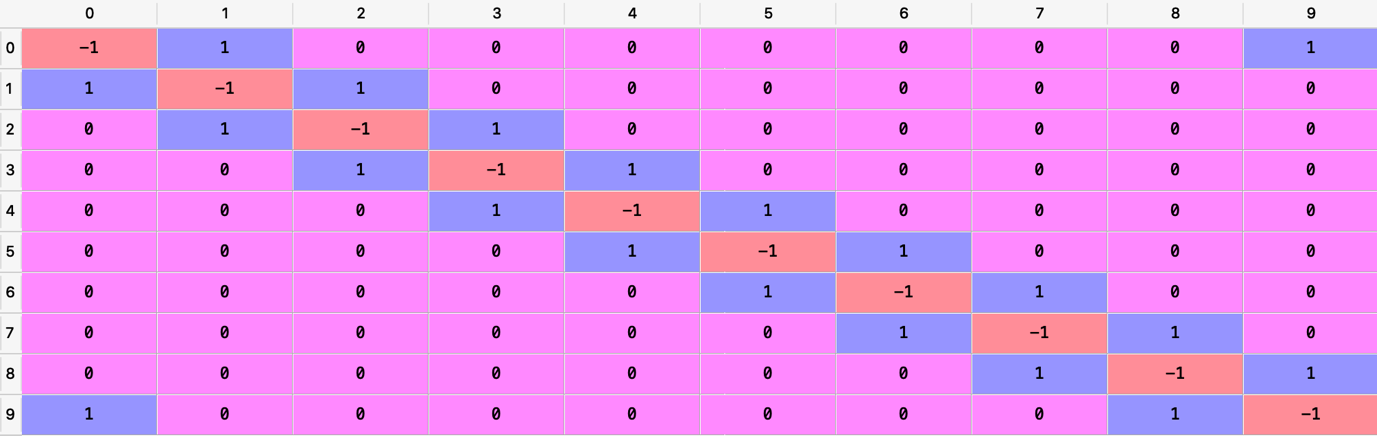 0 1 2 3 4 5 6 7 8 9
0 -1 1 0 0 0 0 0 0 0 1
1 1 -1 1 0 0 0 0 0 0 0
2 0 1 -1 1 0 0 0 0 0 0
3 0 0 1 -1 1 0 0 0 0 0
4 0 0 0 1 -1 1 0 0 0 0
5 0 0 0 0 1 -1 1 0 0 0
6 0 0 0 0 0 1 -1 1 0 0
7 0 0 0 0 0 0 1 -1 1 0
8 0 0 0 0 0 0 0 1 -1 1
9 1 0 0 0 0 0 0 0 1 -1